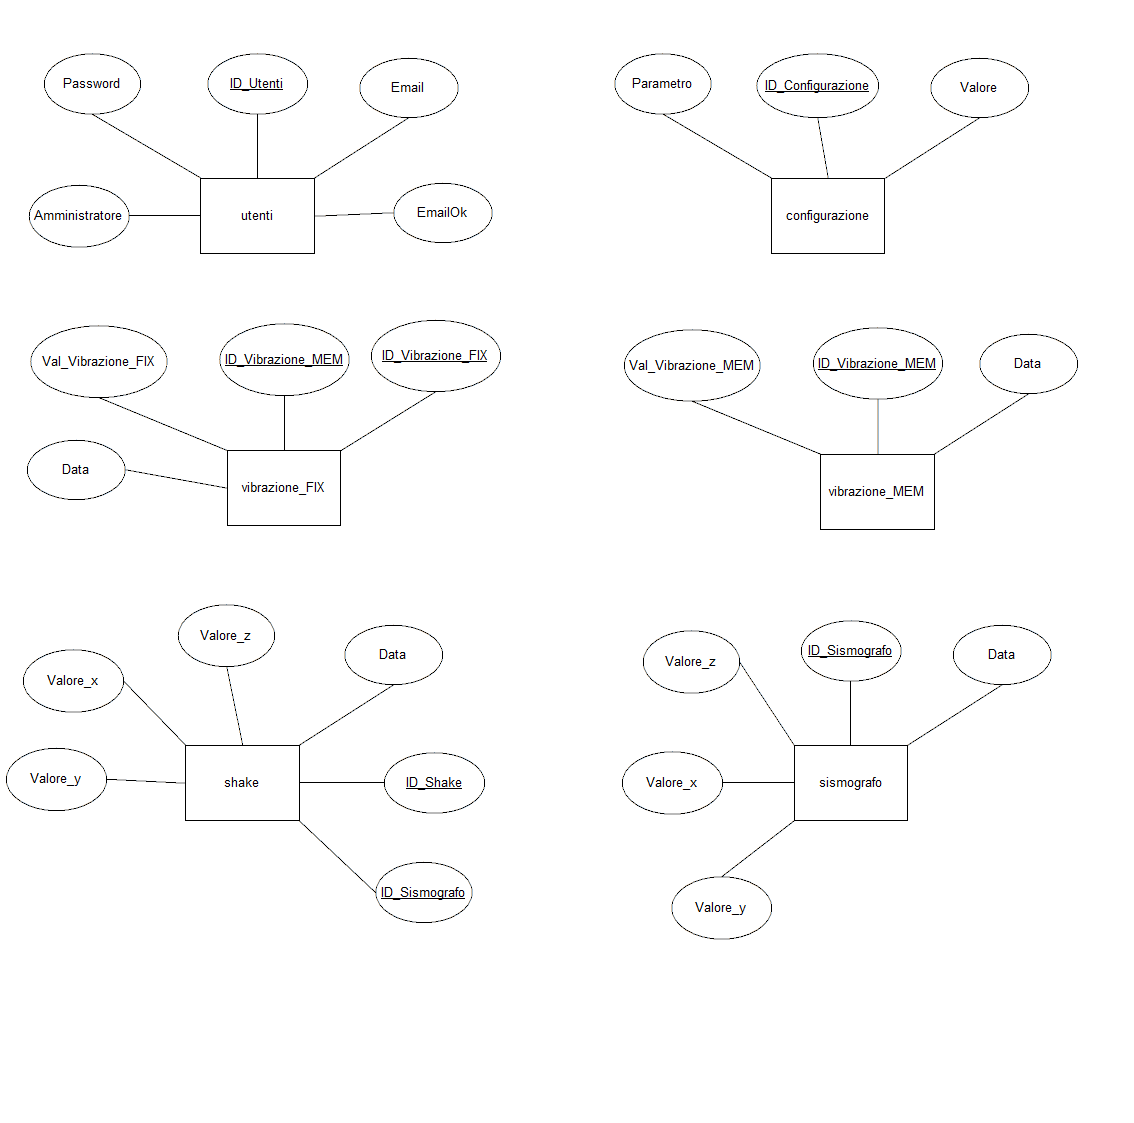 Password
ID_Utenti
Email
Amministratore
utenti
EmailOk
Parametro
ID_Configurazione
Valore
configurazione
Val_Vibrazione_FIX
ID_Vibrazione_MEM
ID_Vibrazione_FIX
Data
vibrazione_FIX
Val_Vibrazione_MEM
ID_Vibrazione_MEM
Data
vibrazione_MEM
Valore_z
Data
Valore_x
Valore_y
shake
ID_Shake
ID_Sismografo
Valore_z
ID_Sismografo
Data
Valore_x
sismografo
Valore_y